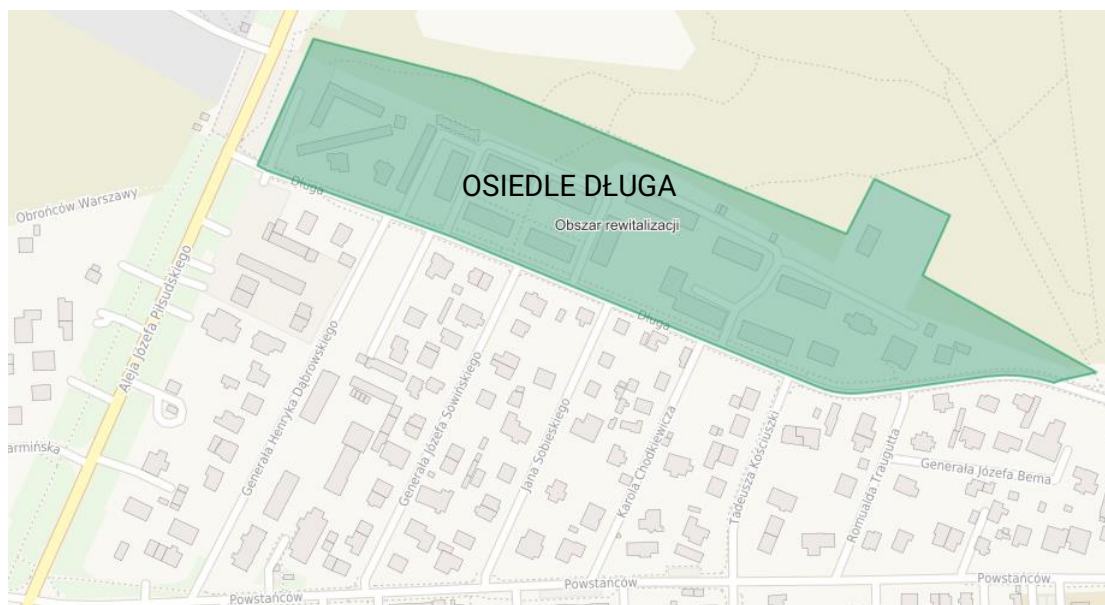 OSIEDLE DŁUGA
Obszar rewitalizacji
Długa
Obrońców Warszawy
Aleja Józefa Piłsudskiego
Długa
Generała Henryka Dąbrowskiego
Generała Józefa Sowińskiego
Jana Sobieskiego
Karola Chodkiewicza
Tadeusza Kościuszki
Romualda Traugutta
armińska
Generała Józefa Bema
Powstańców
Powstańców
Powstańców